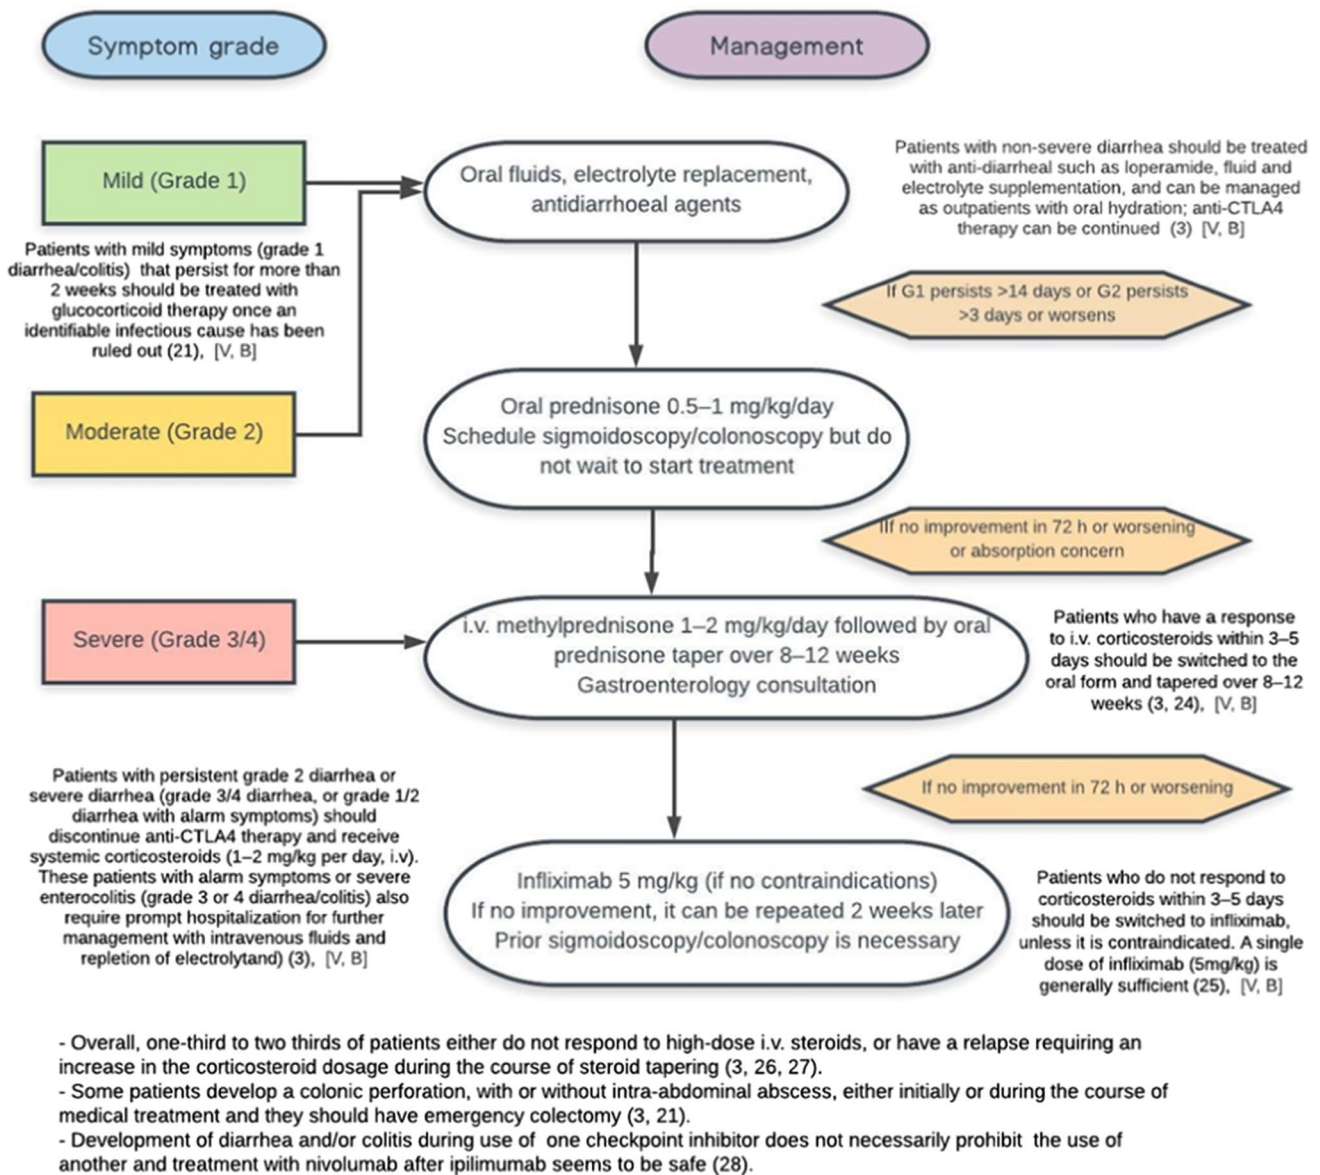 Symptom grade
Management
Mild (Grade 1)
Oral fluids, electrolyte replacement,
antidiarrhoeal agents
Patients with non-severe diarrhea should be treated
with anti-diarrheal such as loperamide, fluid and
electrolyte supplementation, and can be managed
as outpatients with oral hydration; anti-CTLA4
therapy can be continued (3) [V, B]
Patients with mild symptoms (grade 1
diarrhea/colitis) that persist for more than
2 weeks should be treated with
glucocorticoid therapy once an
identifiable infectious cause has been
ruled out (21), [V, B]
If G1 persists >14 days or G2 persists
>3 days or worsens
Moderate (Grade 2)
Oral prednisone 0.5–1 mg/kg/day
Schedule sigmoidoscopy/colonoscopy but do
not wait to start treatment
IIf no improvement in 72 h or worsening
or absorption concern
Severe (Grade 3/4)
i.v. methylprednisone 1–2 mg/kg/day followed by oral
prednisone taper over 8–12 weeks
Gastroenterology consultation
Patients who have a response
to i.v. corticosteroids within 3–5
days should be switched to the
oral form and tapered over 8–12
weeks (3, 24), [V, B]
Patients with persistent grade 2 diarrhea or
severe diarrhea (grade 3/4 diarrhea, or grade 1/2
diarrhea with alarm symptoms) should
discontinue anti-CTLA4 therapy and receive
systemic corticosteroids (1–2 mg/kg per day, i.v).
These patients with alarm symptoms or severe
enterocolitis (grade 3 or 4 diarrhea/colitis) also
require prompt hospitalization for further
management with intravenous fluids and
repletion of electrolytand) (3), [V, B]
If no improvement in 72 h or worsening
Infliximab 5 mg/kg (if no contraindications)
If no improvement, it can be repeated 2 weeks later
Prior sigmoidoscopy/colonoscopy is necessary
Patients who do not respond to
corticosteroids within 3–5 days
should be switched to infliximab,
unless it is contraindicated. A single
dose of infliximab (5mg/kg) is
generally sufficient (25), [V, B]
- Overall, one-third to two thirds of patients either do not respond to high-dose i.v. steroids, or have a relapse requiring an
increase in the corticosteroid dosage during the course of steroid tapering (3, 26, 27).
- Some patients develop a colonic perforation, with or without intra-abdominal abscess, either initially or during the course of
medical treatment and they should have emergency colectomy (3, 21).
- Development of diarrhea and/or colitis during use of one checkpoint inhibitor does not necessarily prohibit the use of
another and treatment with nivolumab after ipilimumab seems to be safe (28).